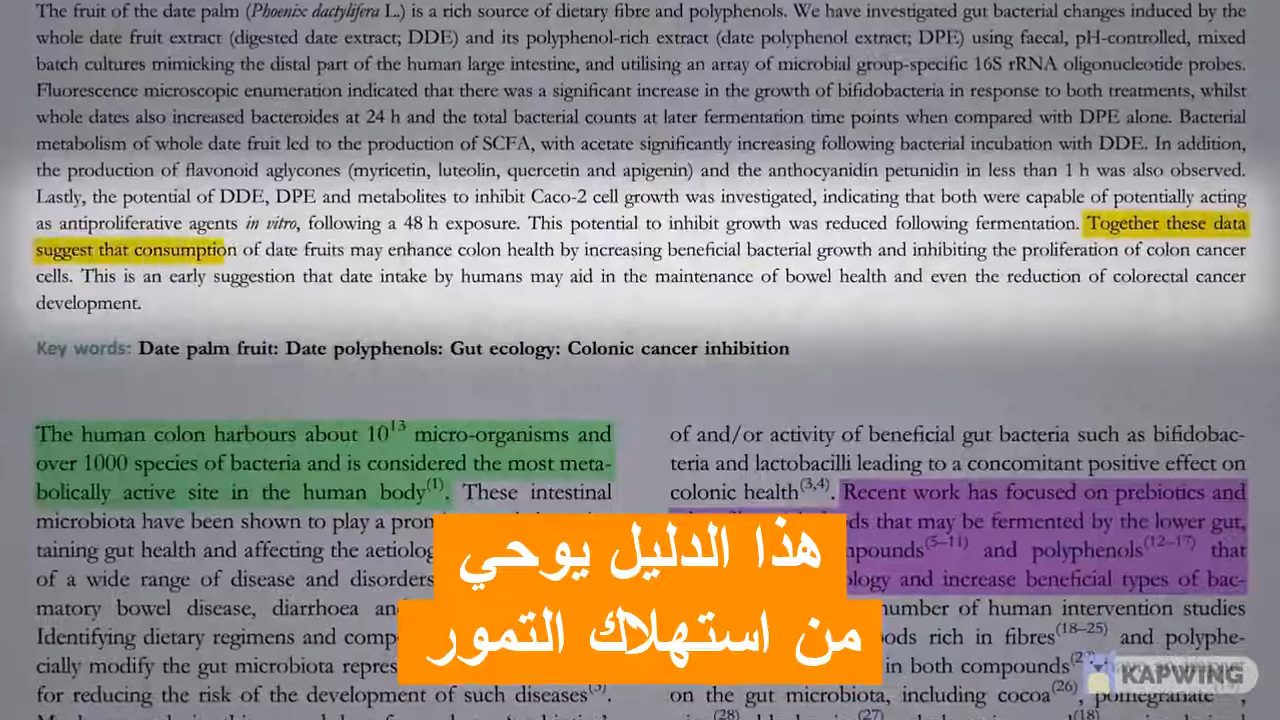 The fruit of the date palm (Phoenix dactylifera L.) is a rich source of dietary fibre and polyphenols. We have investigated gut bacterial changes induced by the
whole date fruit extract (digested date extract; DDE) and its polyphenol-rich extract (date polyphenol extract; DPE) using faecal, pH-controlled, mixed
batch cultures mimicking the distal part of the human large intestine, and utilising an array of microbial group-specific 16S rRNA oligonucleotide probes.
Fluorescence microscopic enumeration indicated that there was a significant increase in the growth of bifidobacteria in response to both treatments, whilst
whole dates also increased bacteroides at 24 h and the total bacterial counts at later fermentation time points when compared with DPE alone. Bacterial
metabolism of whole date fruit led to the production of SCFA, with acetate significantly increasing following bacterial incubation with DDE. In addition,
the production of flavonoid aglycones (myricetin, luteolin, quercetin and apigenin) and the anthocyanidin petunidin in less than 1 h was also observed.
Lastly, the potential of DDE, DPE and metabolites to inhibit Caco-2 cell growth was investigated, indicating that both were capable of potentially acting
as antiproliferative agents in vitro, following a 48 h exposure. This potential to inhibit growth was reduced following fermentation. Together these data
suggest that consumption of date fruits may enhance colon health by increasing beneficial bacterial growth and inhibiting the proliferation of colon cancer
cells. This is an early suggestion that date intake by humans may aid in the maintenance of bowel health and even the reduction of colorectal cancer
development.
Key words: Date palm fruit: Date polyphenols: Gut ecology: Colonic cancer inhibition
The human colon harbours about 10¹³ micro-organisms and
over 1000 species of bacteria and is considered the most meta-
bolically active site in the human body(1). These intestinal
microbiota have been shown to play a
taining gut health and affecting the
of a wide range of disease and disorders
matory bowel disease, diarrhoea
Identifying dietary regimens and
cially modify the gut microbiota
for reducing the risk of the development of such diseases
of and/or activity of beneficial gut bacteria such as bifidobac-
teria and lactobacilli leading to a concomitant positive effect on
colonic health(3,4). Recent work has focused on prebiotics and
that may be fermented by the lower gut,
(5–11) and polyphenols(12–17) that
and increase beneficial types of bac-
number of human intervention studies
rich in fibres(18–25) and polyphe-
in both compounds
on the gut microbiota, including cocoa(26), pomegranate
هذا الدليل يوحي
من استهلاك التمور
KAPWING